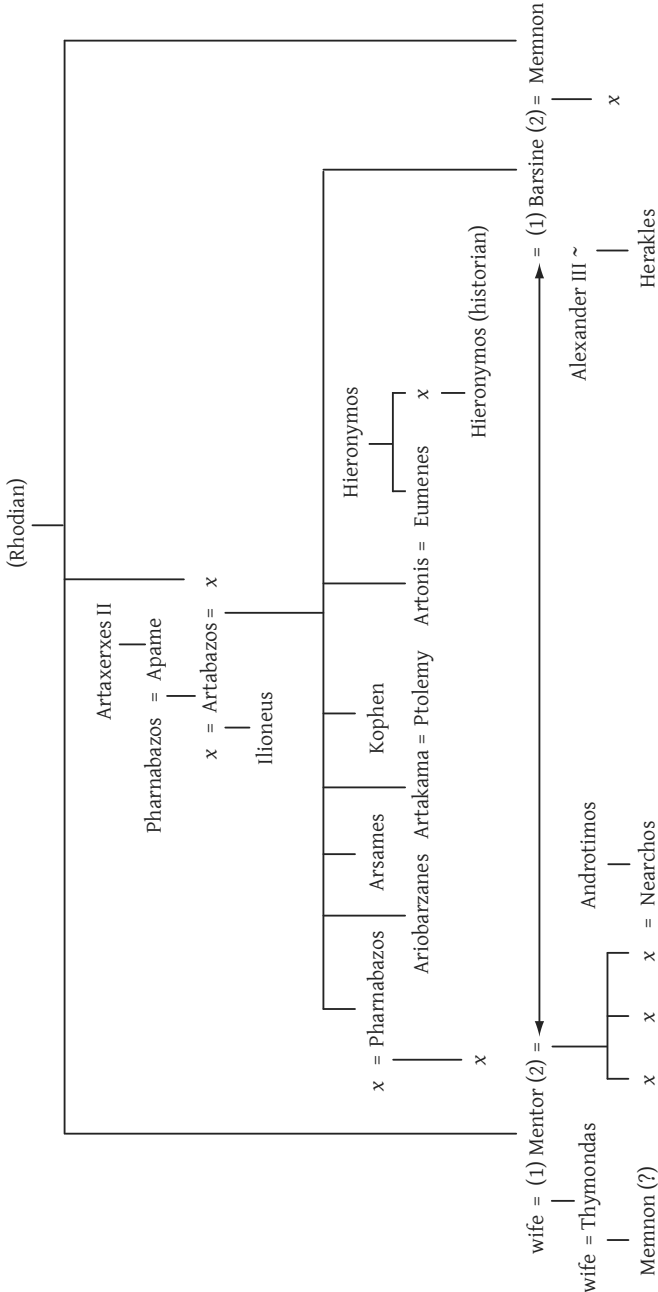 (Rhodian)
Artaxerxes II
Pharnabazos = Apame
x = Artabazos = x
Ilioneus
Hieronymos
Arsames Kophen
x = Pharnabazos
Ariobarzanes Artakama = Ptolemy Artonis = Eumenes x
x Hieronymos (historian)
wife = (1) Mentor (2) = = (1) Barsine (2) = Memnon
Alexander III ~
wife = Thymondas Androtimos x
Memnon (?) x x x = Nearchos Herakles